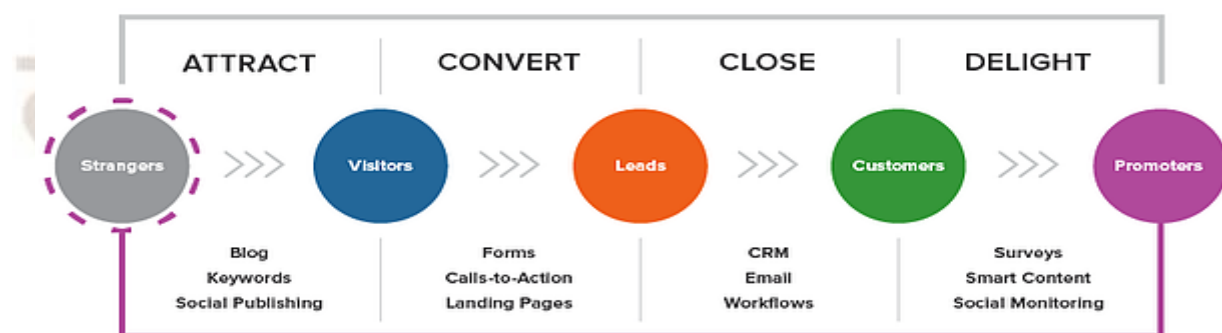 ATTRACT
CONVERT
CLOSE
DELIGHT
Strangers
Visitors
Leads
Customers
Promoters
Blog
Keywords
Social Publishing
Forms
Calls-to-Action
Landing Pages
CRM
Email
Workflows
Surveys
Smart Content
Social Monitoring